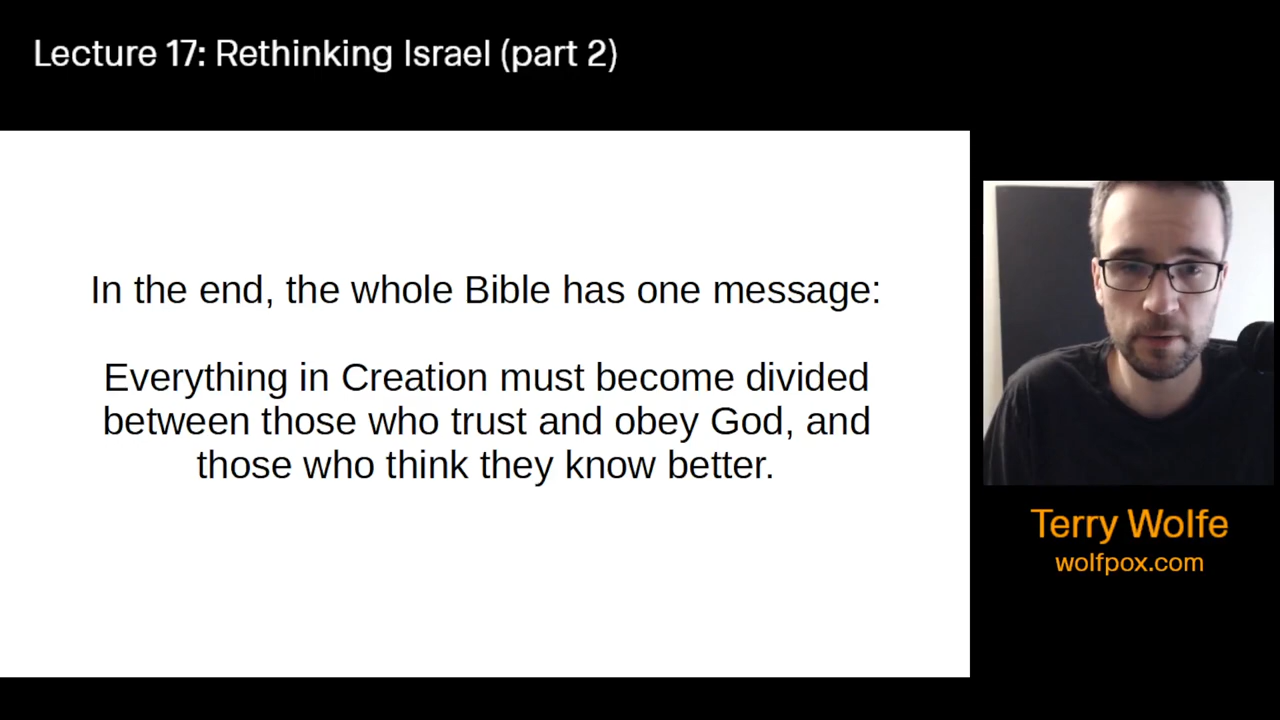 Lecture 17: Rethinking Israel (part 2)
In the end, the whole Bible has one message:
Everything in Creation must become divided
between those who trust and obey God, and
those who think they know better.
Terry Wolfe
wolfpox.com